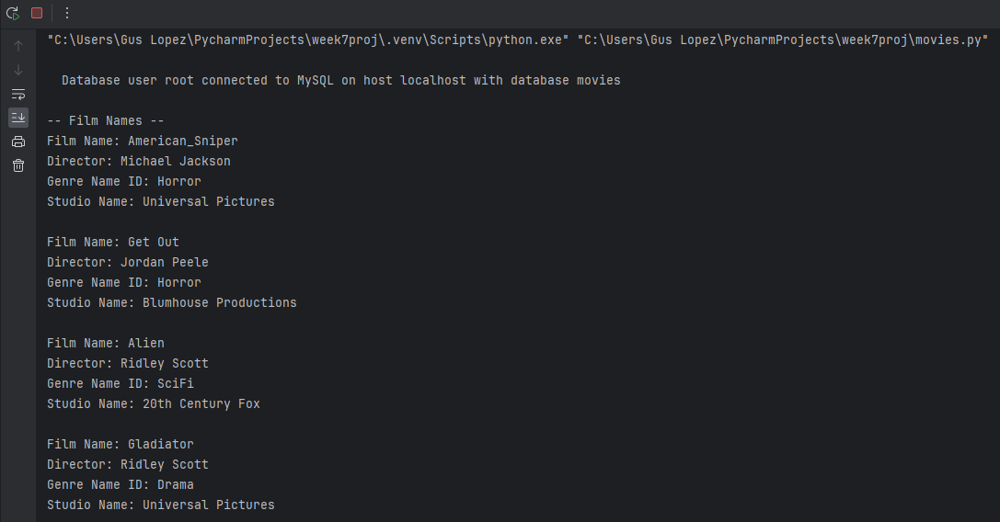 "C:\Users\Gus Lopez\PycharmProjects\week7proj\.venv\Scripts\python.exe" "C:\Users\Gus Lopez\PycharmProjects\week7proj\movies.py"
Database user root connected to MySQL on host localhost with database movies
-- Film Names --
Film Name: American_Sniper
Director: Michael Jackson
Genre Name ID: Horror
Studio Name: Universal Pictures
Film Name: Get Out
Director: Jordan Peele
Genre Name ID: Horror
Studio Name: Blumhouse Productions
Film Name: Alien
Director: Ridley Scott
Genre Name ID: SciFi
Studio Name: 20th Century Fox
Film Name: Gladiator
Director: Ridley Scott
Genre Name ID: Drama
Studio Name: Universal Pictures